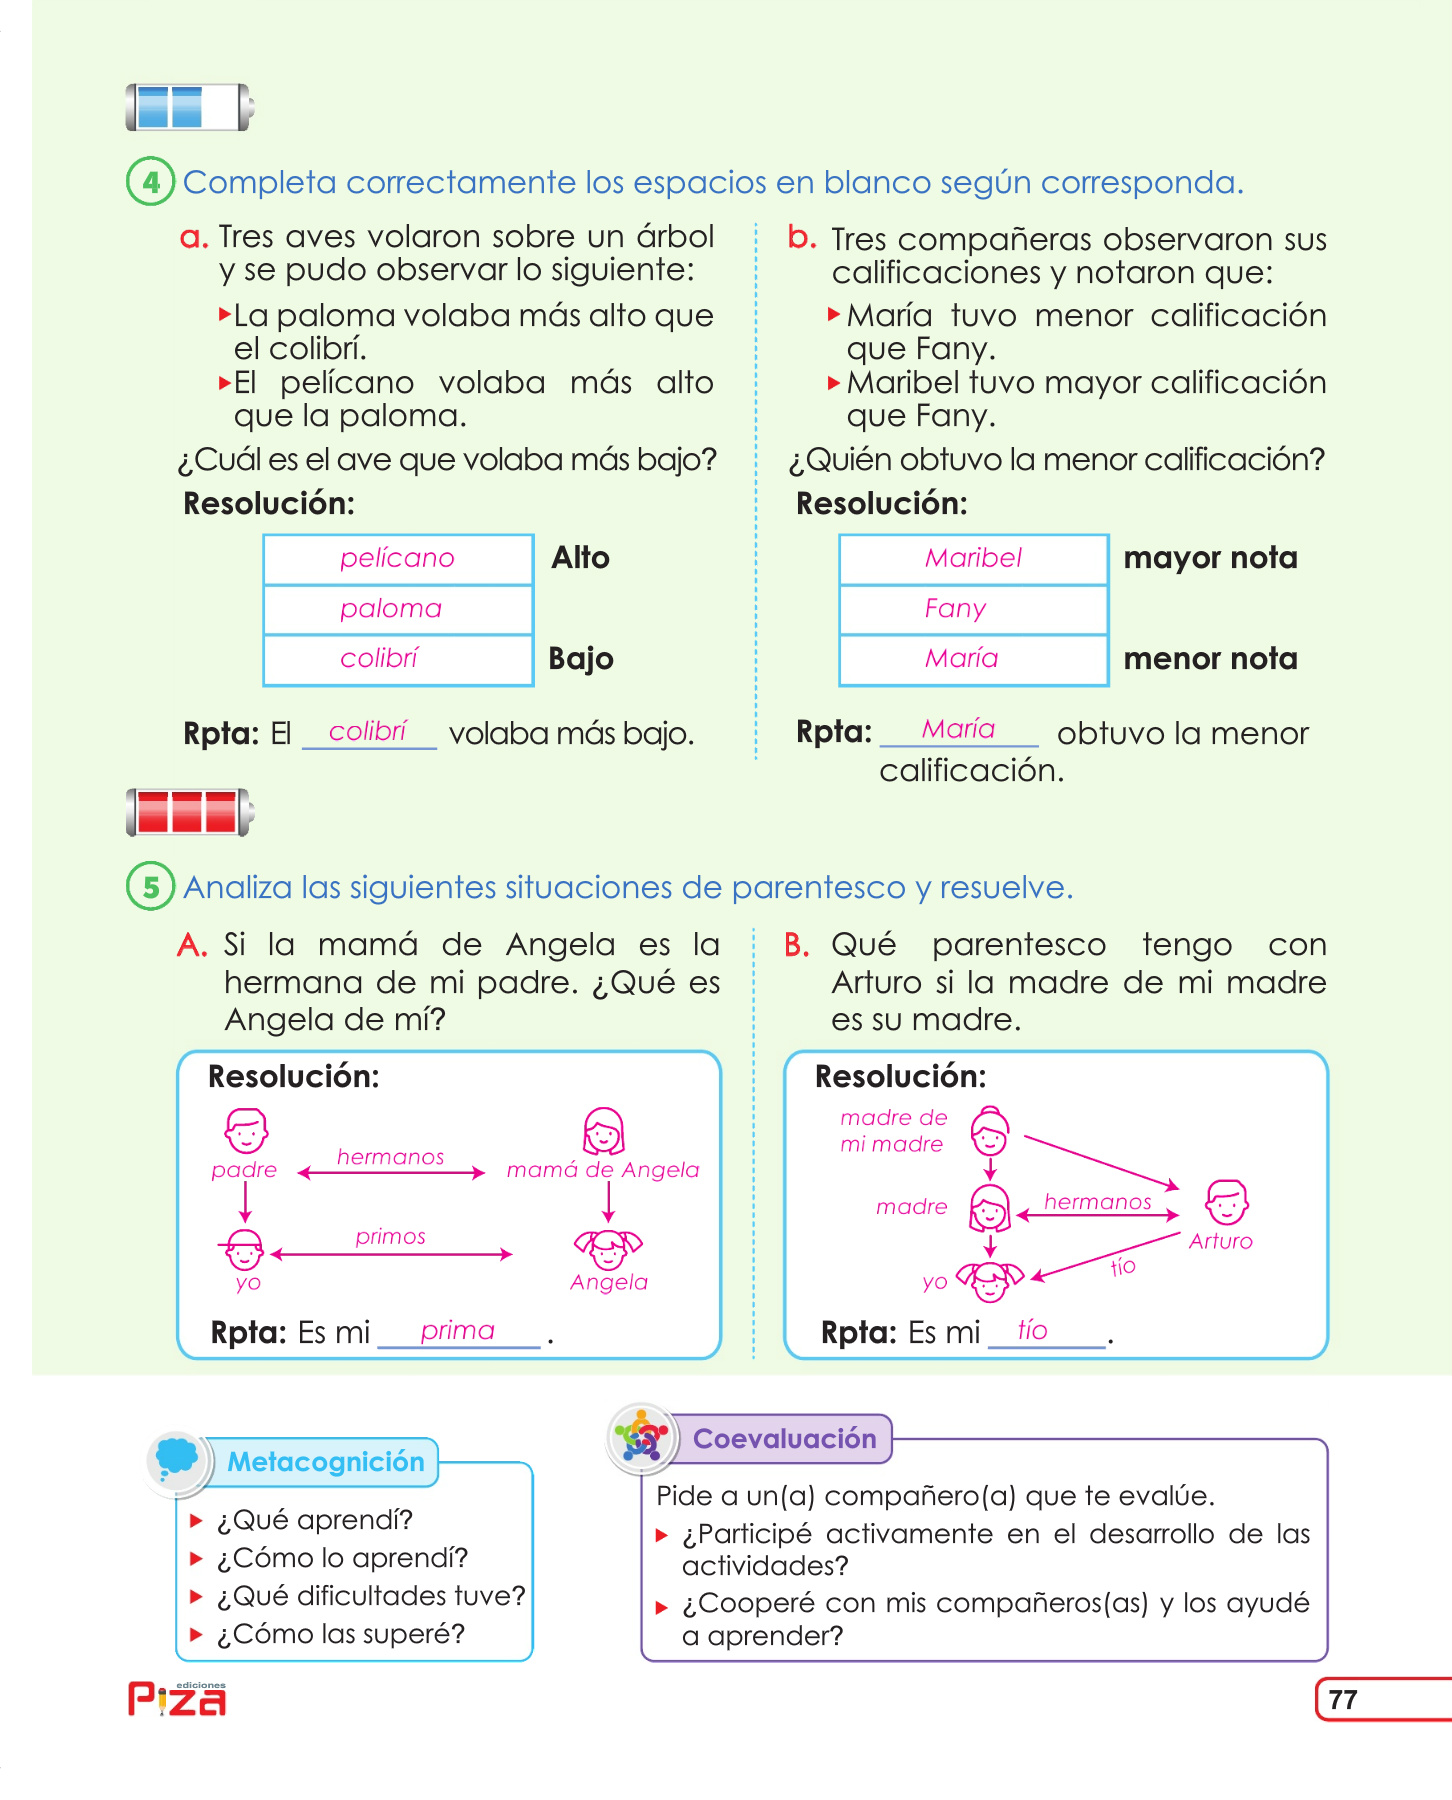 4 Completa correctamente los espacios en blanco según corresponda.
a. Tres aves volaron sobre un árbol
y se pudo observar lo siguiente:
La paloma volaba más alto que
el colibrí.
El pelícano volaba más alto
que la paloma.
¿Cuál es el ave que volaba más bajo?
Resolución:
pelícano Alto
paloma
colibrí Bajo
Rpta: El colibrí volaba más bajo.
b. Tres compañeras observaron sus
calificaciones y notaron que:
María tuvo menor calificación
que Fany.
Maribel tuvo mayor calificación
que Fany.
¿Quién obtuvo la menor calificación?
Resolución:
Maribel mayor nota
Fany
María menor nota
Rpta: María obtuvo la menor
calificación.
5 Analiza las siguientes situaciones de parentesco y resuelve.
A. Si la mamá de Angela es la
hermana de mi padre. ¿Qué es
Angela de mí?
Resolución:
hermanos
padre mamá de Angela
primos
yo Angela
Rpta: Es mi prima .
B. Qué parentesco tengo con
Arturo si la madre de mi madre
es su madre.
Resolución:
madre de
mi madre
madre hermanos
Arturo
tío
yo
Rpta: Es mi tío .
Metacognición
¿Qué aprendí?
¿Cómo lo aprendí?
¿Qué dificultades tuve?
¿Cómo las superé?
Coevaluación
Pide a un(a) compañero(a) que te evalúe.
¿Participé activamente en el desarrollo de las
actividades?
¿Cooperé con mis compañeros(as) y los ayudé
a aprender?
ediciones
Piza
77